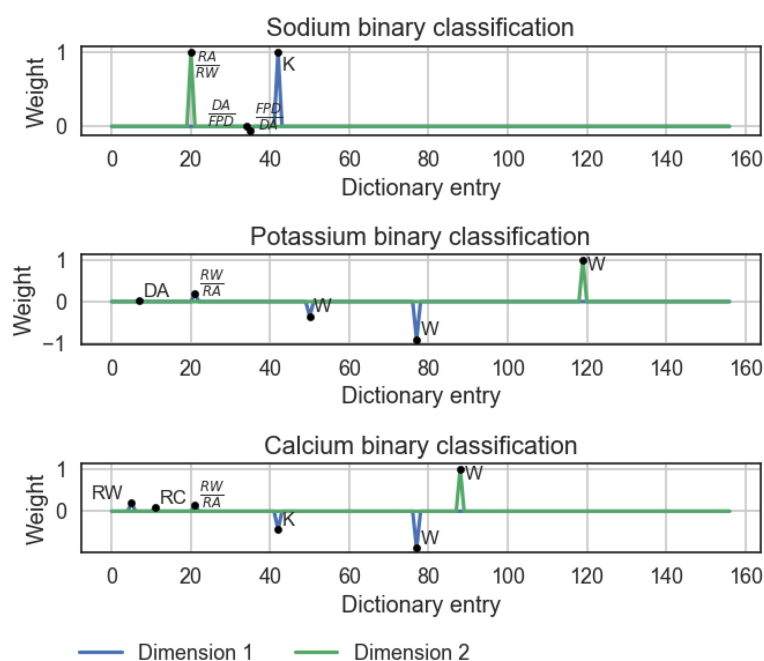 Sodium binary classification
Weight
1
0
RA
RW
K
DA
FPD
FPD
DA
0 20 40 60 80 100 120 140 160
Dictionary entry
Potassium binary classification
Weight
1
0
−1
DA
RW
RA
W
W
W
0 20 40 60 80 100 120 140 160
Dictionary entry
Calcium binary classification
Weight
1
0
RW
RC
RW
RA
K
W
W
0 20 40 60 80 100 120 140 160
Dictionary entry
Dimension 1 Dimension 2